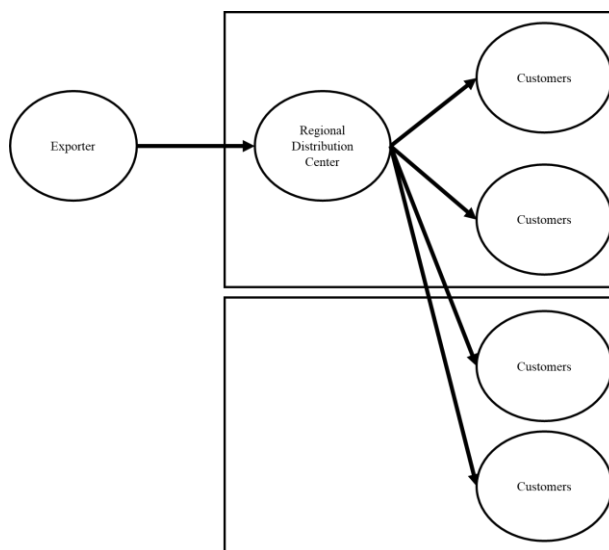 Exporter
Regional
Distribution
Center
Customers
Customers
Customers
Customers